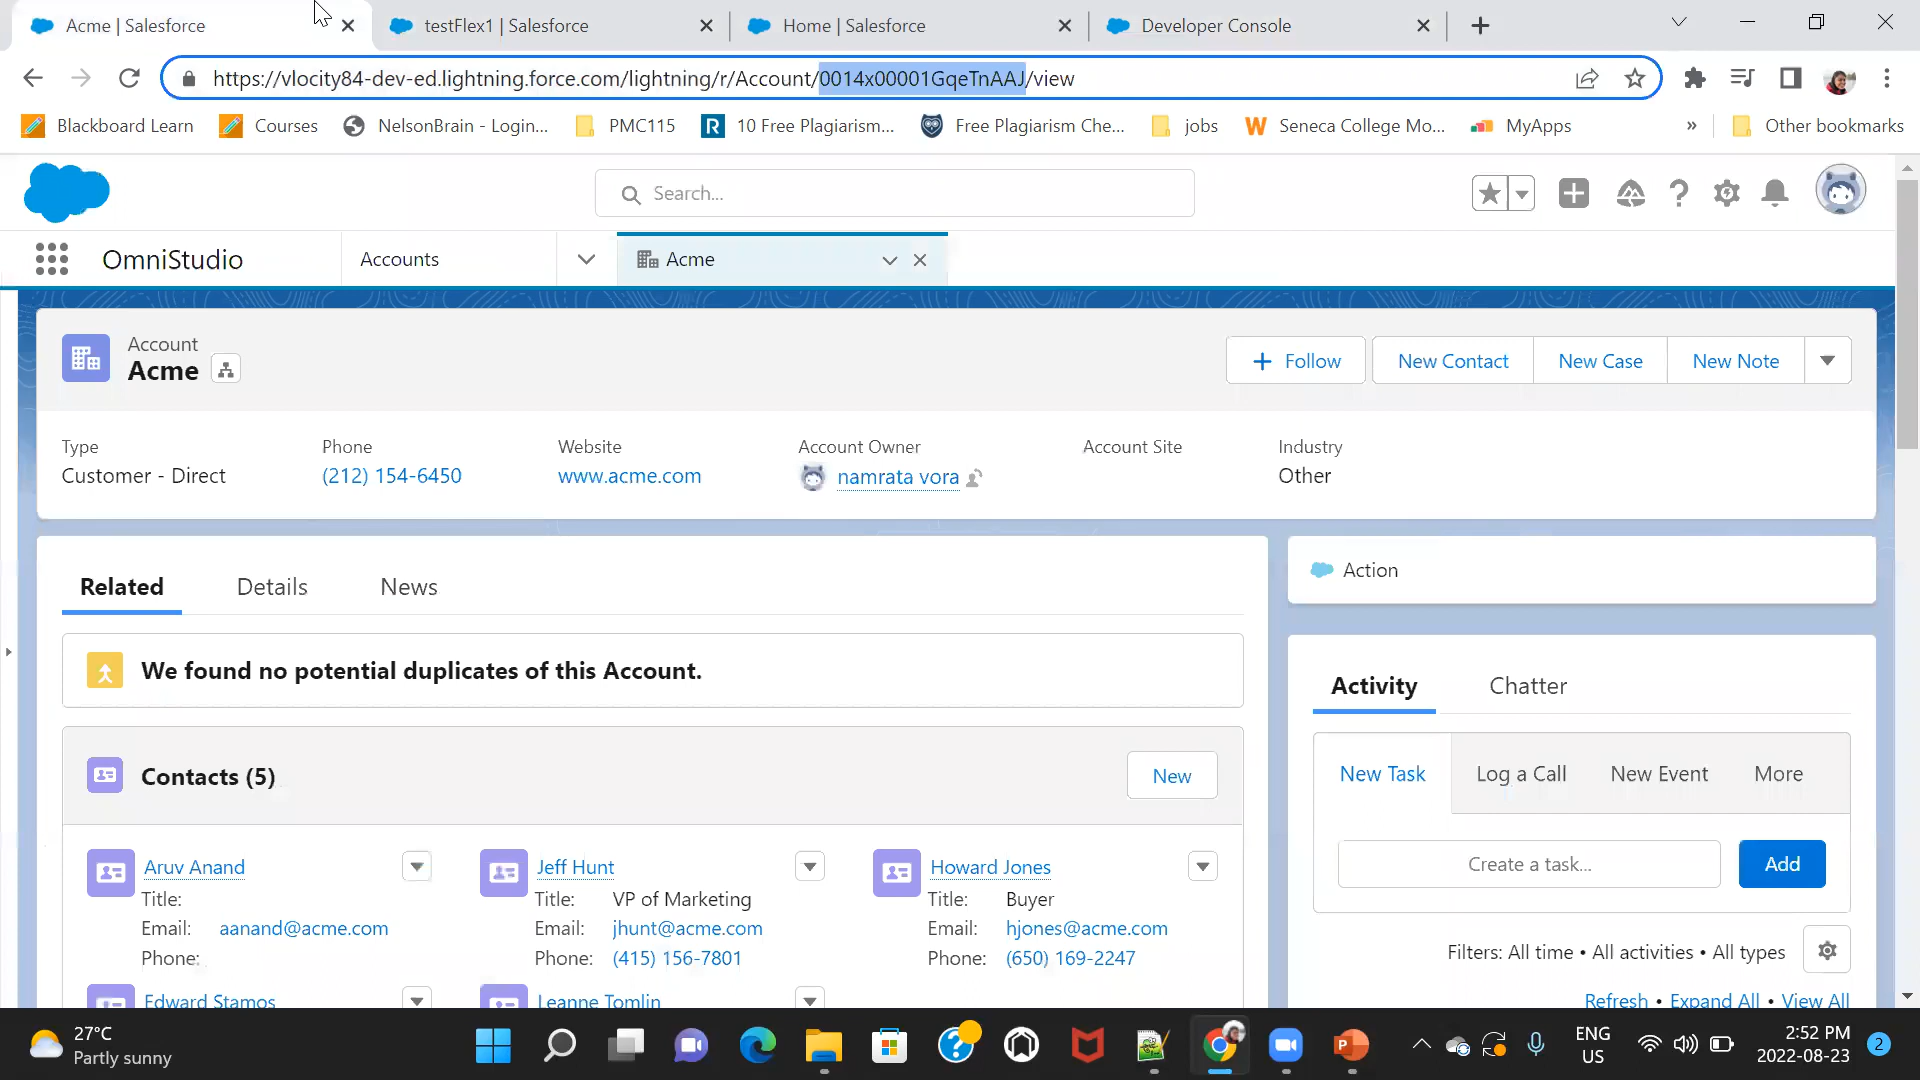 Acme | Salesforce
testFlex1 | Salesforce
Home | Salesforce
Developer Console
https://vlocity84-dev-ed.lightning.force.com/lightning/r/Account/0014x00001GqeTnAAJ/view
Blackboard Learn
Courses
NelsonBrain - Login...
PMC115
R
10 Free Plagiarism...
Free Plagiarism Che...
jobs
W
Seneca College Mo...
MyApps
»
Other bookmarks
Search...
OmniStudio
Accounts
Acme
Account
Acme
+ Follow
New Contact
New Case
New Note
Type
Phone
Website
Account Owner
Account Site
Industry
Customer - Direct
(212) 154-6450
www.acme.com
namrata vora
Other
Related
Details
News
Action
We found no potential duplicates of this Account.
Activity
Chatter
Contacts (5)
New
New Task
Log a Call
New Event
More
Create a task...
Add
Aruv Anand
Title:
Email: aanand@acme.com
Phone:
Jeff Hunt
Title: VP of Marketing
Email: jhunt@acme.com
Phone: (415) 156-7801
Howard Jones
Title: Buyer
Email: hjones@acme.com
Phone: (650) 169-2247
Filters: All time • All activities • All types
Refresh • Expand All • View All
Edward Stamos
Leanne Tomlin
27°C
Partly sunny
ENG
US
2:52 PM
2022-08-23
2